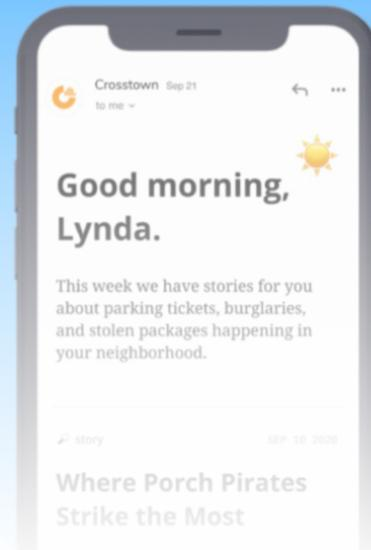 Crosstown Sep 21
to me
Good morning,
Lynda.
This week we have stories for you
about parking tickets, burglaries,
and stolen packages happening in
your neighborhood.
story SEP 10 2020
Where Porch Pirates
Strike the Most